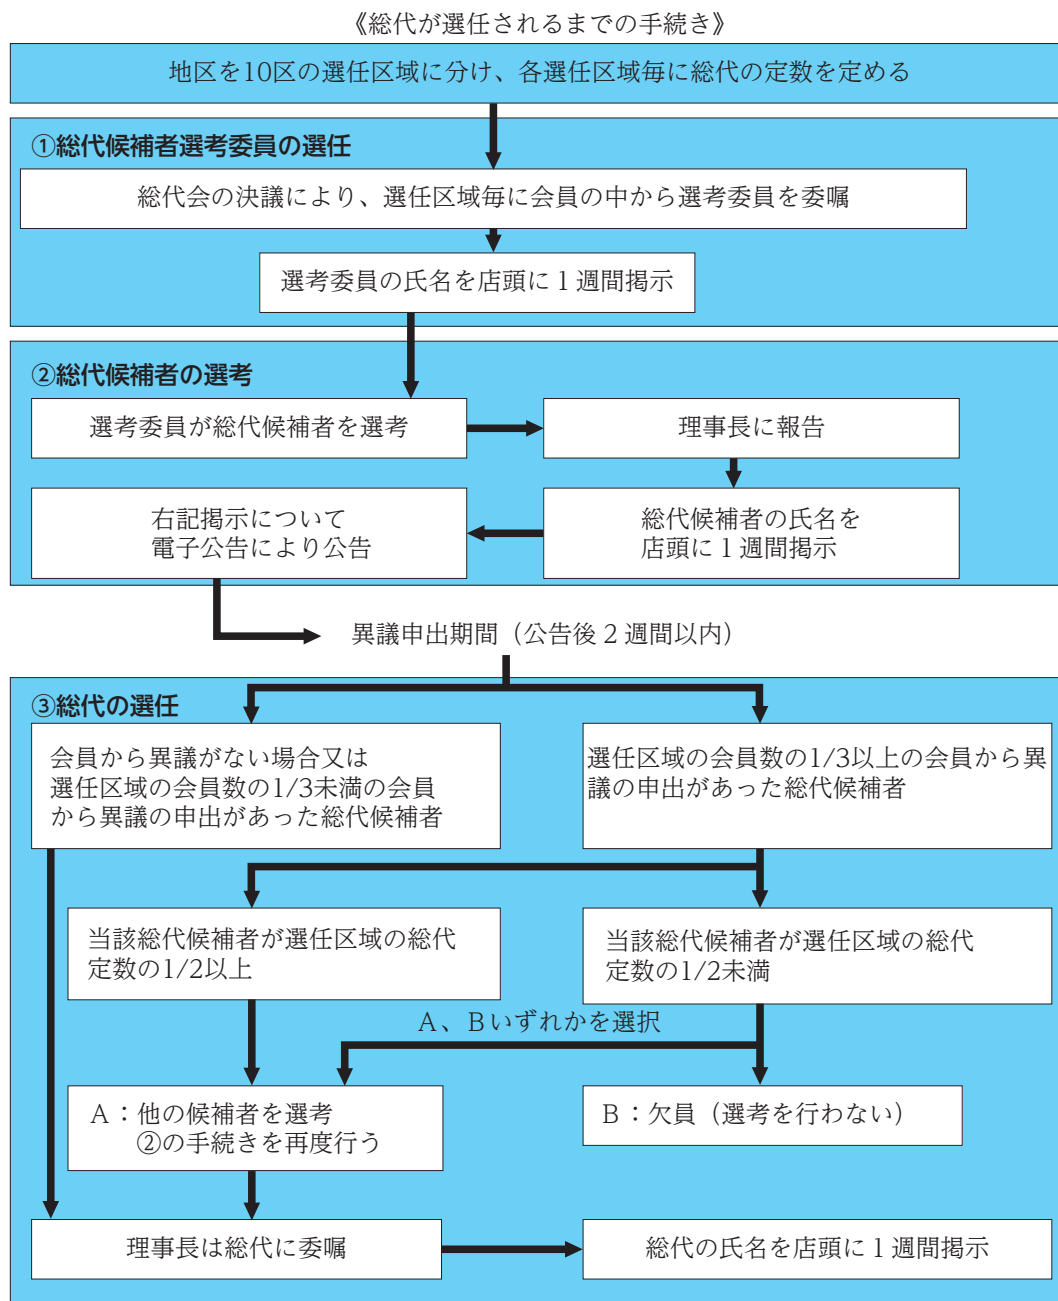 《総代が選任されるまでの手続き》
地区を10区の選任区域に分け、各選任区域毎に総代の定数を定める
①総代候補者選考委員の選任
総代会の決議により、選任区域毎に会員の中から選考委員を委嘱
選考委員の氏名を店頭に1週間掲示
②総代候補者の選考
選考委員が総代候補者を選考
理事長に報告
右記掲示について
電子公告により公告
総代候補者の氏名を
店頭に1週間掲示
異議申出期間（公告後2週間以内）
③総代の選任
会員から異議がない場合又は
選任区域の会員数の1/3未満の会員
から異議の申出があった総代候補者
選任区域の会員数の1/3以上の会員から異
議の申出があった総代候補者
当該総代候補者が選任区域の総代
定数の1/2以上
当該総代候補者が選任区域の総代
定数の1/2未満
A、Bいずれかを選択
A：他の候補者を選考
②の手続きを再度行う
B：欠員（選考を行わない）
理事長は総代に委嘱
総代の氏名を店頭に1週間掲示